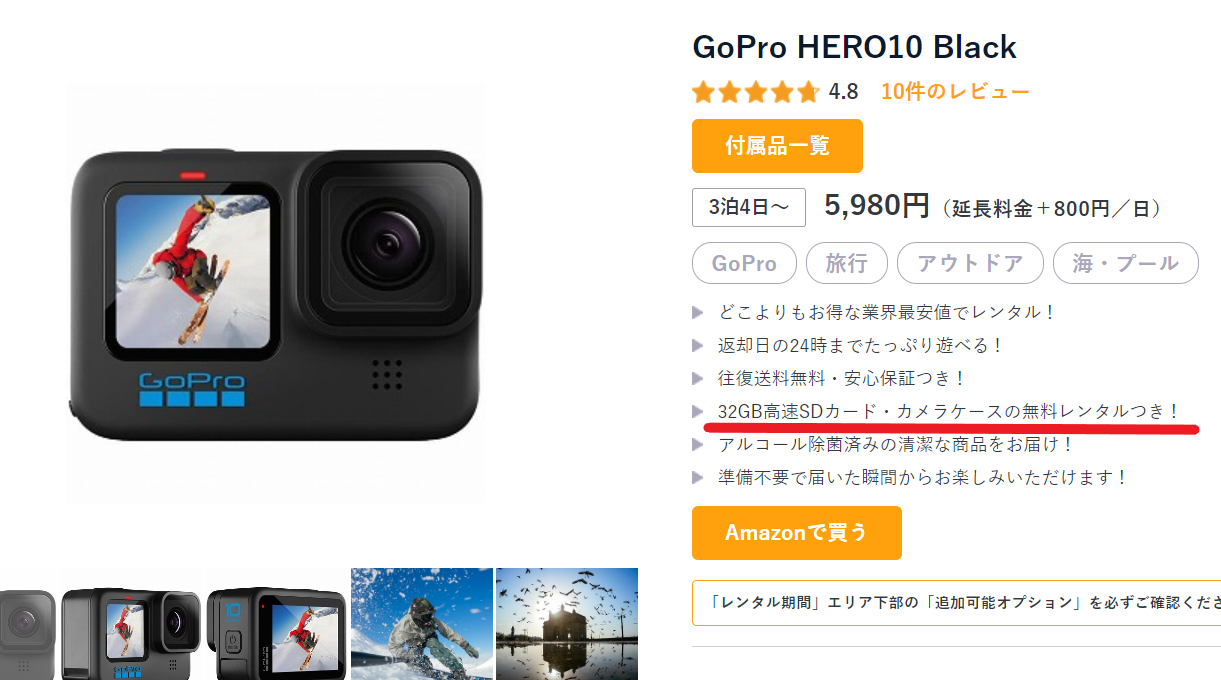 GoPro HERO10 Black
4.8 10件のレビュー
付属品一覧
3泊4日～ 5,980円（延長料金＋800円／日）
GoPro 旅行 アウトドア 海・プール
どこよりもお得な業界最安値でレンタル！
返却日の24時までたっぷり遊べる！
往復送料無料・安心保証つき！
32GB高速SDカード・カメラケースの無料レンタルつき！
アルコール除菌済みの清潔な商品をお届け！
準備不要で届いた瞬間からお楽しみいただけます！
Amazonで買う
「レンタル期間」エリア下部の「追加可能オプション」を必ずご確認くださ
GoPro
10